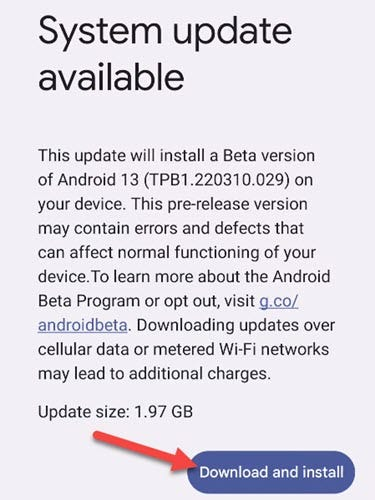 System update
available
This update will install a Beta version
of Android 13 (TPB1.220310.029) on
your device. This pre-release version
may contain errors and defects that
can affect normal functioning of your
device.To learn more about the Android
Beta Program or opt out, visit g.co/
androidbeta. Downloading updates over
cellular data or metered Wi-Fi networks
may lead to additional charges.
Update size: 1.97 GB
Download and install